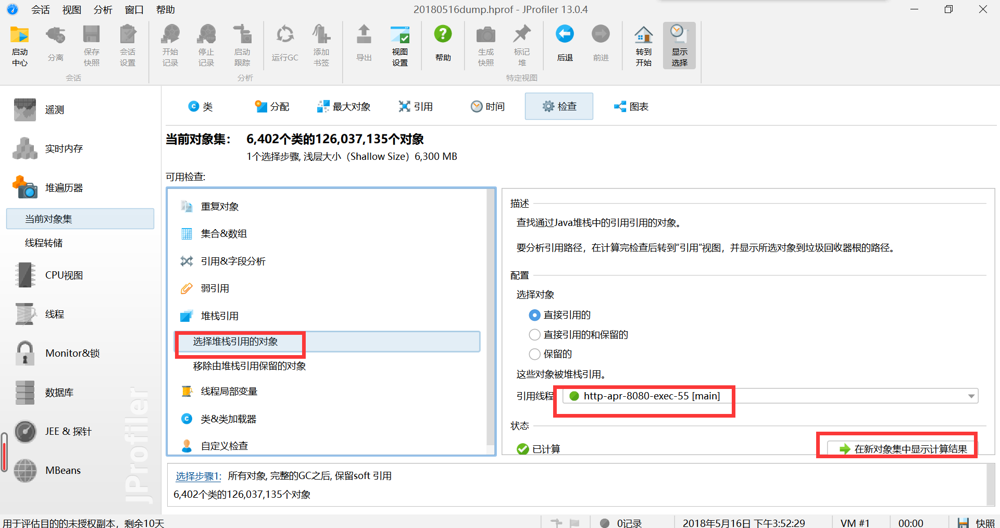 20180516dump.hprof - JProfiler 13.0.4
会话 视图 分析 窗口 帮助
启动中心
分离
保存快照
会话设置
会话
开始记录
停止记录
启动跟踪
分析
运行GC
添加书签
导出
视图设置
帮助
生成快照
标记堆
特定视图
后退
前进
转到开始
显示选择
遥测
实时内存
堆遍历器
当前对象集
线程转储
CPU视图
线程
Monitor&锁
数据库
JEE & 探针
MBeans
JProfiler
类 分配 最大对象 引用 时间 检查 图表
当前对象集： 6,402个类的126,037,135个对象
1个选择步骤, 浅层大小（Shallow Size）6,300 MB
可用检查:
重复对象
集合&数组
引用&字段分析
弱引用
堆栈引用
选择堆栈引用的对象
移除由堆栈引用保留的对象
线程局部变量
类&类加载器
自定义检查
描述
查找通过Java堆栈中的引用引用的对象。
要分析引用路径，在计算完检查后转到“引用”视图，并显示所选对象到垃圾回收器根的路径。
配置
选择对象
直接引用的
直接引用的和保留的
保留的
这些对象被堆栈引用。
引用线程 http-apr-8080-exec-55 [main]
状态
已计算 在新对象集中显示计算结果
选择步骤1: 所有对象, 完整的GC之后, 保留soft 引用
6,402个类的126,037,135个对象
用于评估目的的未授权副本，剩余10天 0记录 2018年5月16日 下午3:52:29 VM #1 00:00 快照